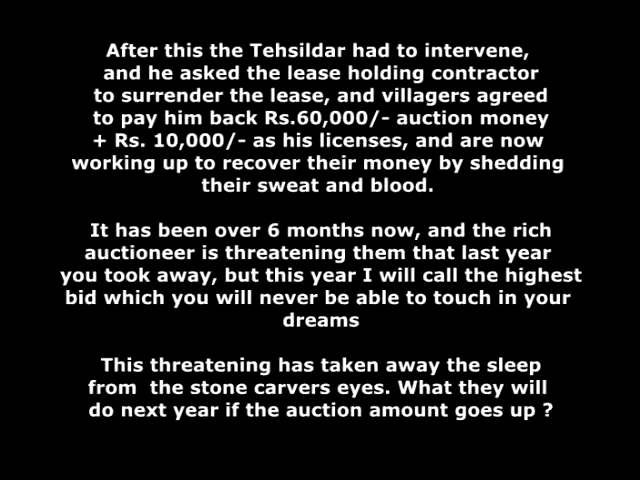 After this the Tehsildar had to intervene,
and he asked the lease holding contractor
to surrender the lease, and villagers agreed
to pay him back Rs.60,000/- auction money
+ Rs. 10,000/- as his licenses, and are now
working up to recover their money by shedding
their sweat and blood.
It has been over 6 months now, and the rich
auctioneer is threatening them that last year
you took away, but this year I will call the highest
bid which you will never be able to touch in your
dreams
This threatening has taken away the sleep
from  the stone carvers eyes. What they will
do next year if the auction amount goes up ?